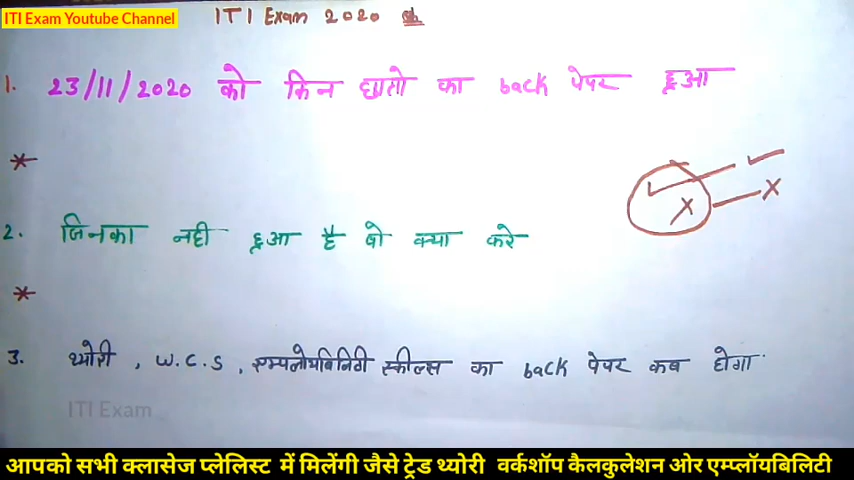 ITI Exam Youtube Channel
ITI Exam 2020
1. 23/11/2020 को किन छात्रो का back पेपर हुआ
*
2. जिनका नही हुआ है वो क्या करे
*
3. थ्योरी , W.C.S , एम्पलोयबिलिटी स्कील्स का back पेपर कब होगा
ITI Exam
आपको सभी क्लासेज प्लेलिस्ट में मिलेंगी जैसे ट्रेड थ्योरी वर्कशॉप कैलकुलेशन ओर एम्प्लॉयबिलिटी